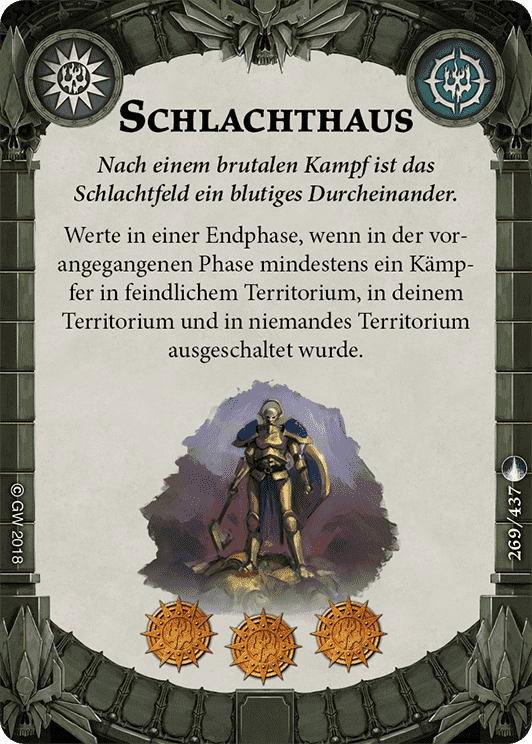 Schlachthaus
Nach einem brutalen Kampf ist das
Schlachtfeld ein blutiges Durcheinander.
Werte in einer Endphase, wenn in der vor-
angegangenen Phase mindestens ein Kämp-
fer in feindlichem Territorium, in deinem
Territorium und in niemandes Territorium
ausgeschaltet wurde.
© GW 2018
269/437